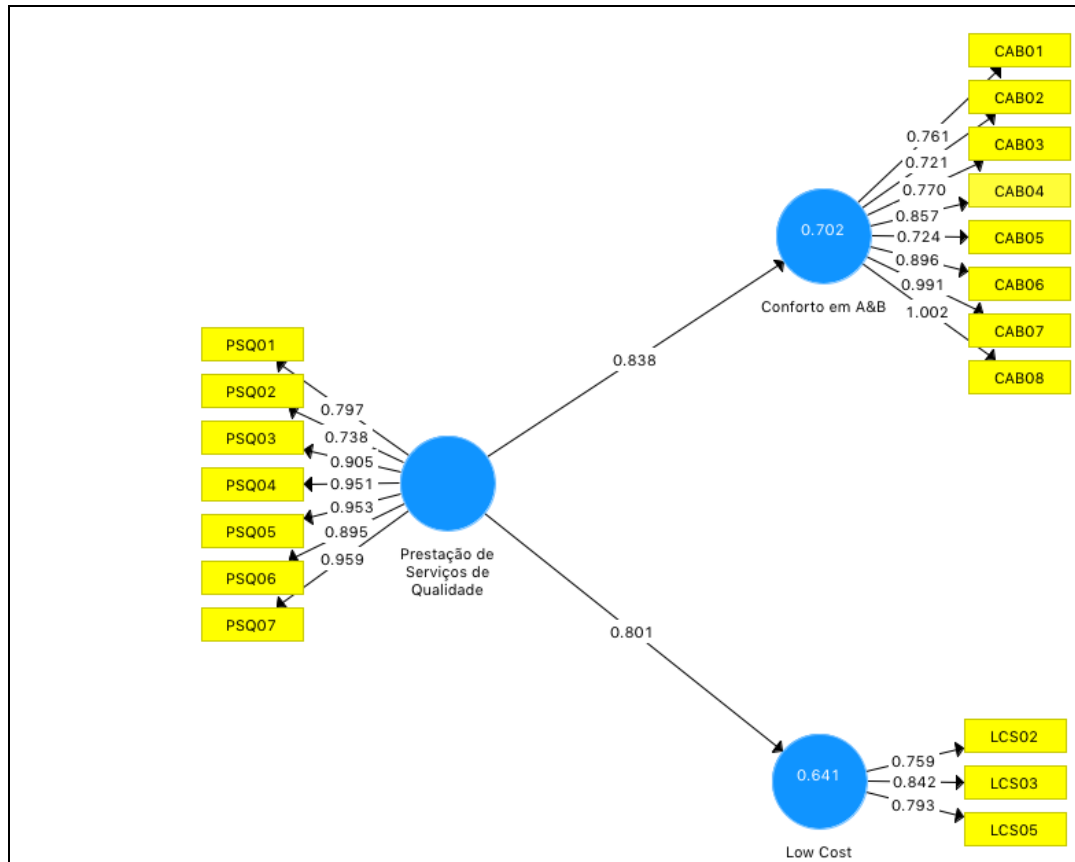 CAB01
CAB02
CAB03
CAB04
CAB05
CAB06
CAB07
CAB08
0.761
0.721
0.770
0.857
0.724
0.896
0.991
1.002
0.702
Conforto em A&B
0.838
PSQ01
PSQ02
PSQ03
PSQ04
PSQ05
PSQ06
PSQ07
0.797
0.738
0.905
0.951
0.953
0.895
0.959
Prestação de
Serviços de
Qualidade
0.801
0.641
Low Cost
0.759
0.842
0.793
LCS02
LCS03
LCS05